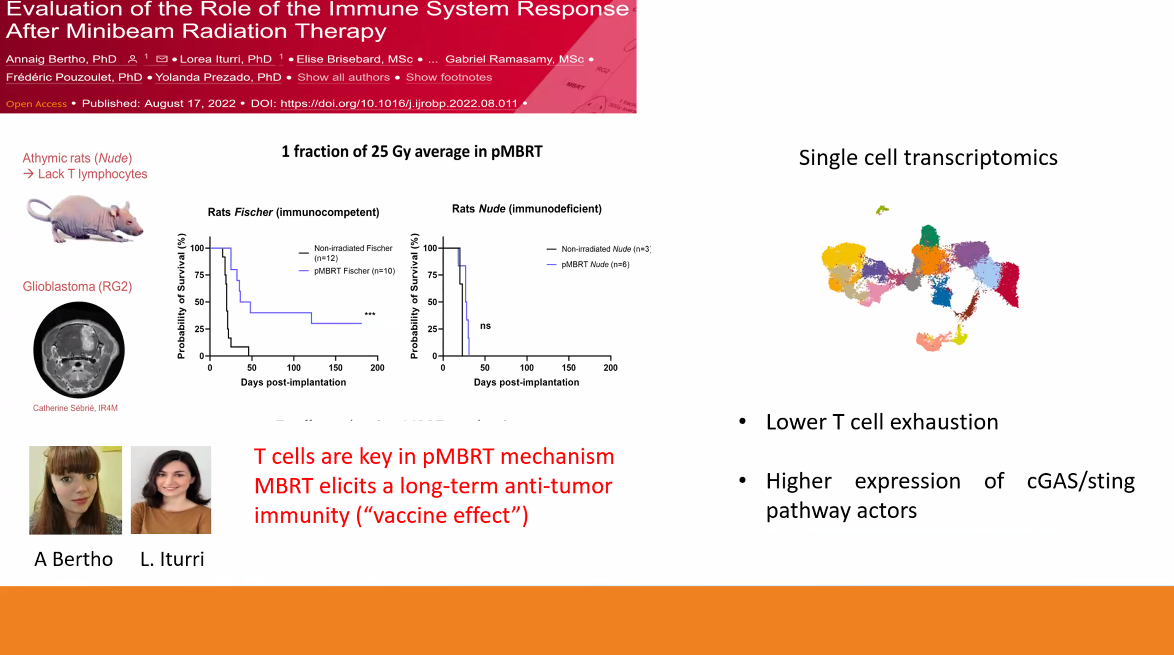 Evaluation of the Role of the Immune System Response
After Minibeam Radiation Therapy
Annaig Bertho, PhD 1 • Lorea Iturri, PhD 1 • Elise Brisebard, MSc • ... Gabriel Ramasamy, MSc •
Frédéric Pouzoulet, PhD • Yolanda Prezado, PhD • Show all authors • Show footnotes
Open Access • Published: August 17, 2022 • DOI: https://doi.org/10.1016/j.ijrobp.2022.08.011 •
RG2
MBRT
Athymic rats (Nude)
→ Lack T lymphocytes
Glioblastoma (RG2)
Catherine Sébrié, IR4M
A Bertho
L. Iturri
1 fraction of 25 Gy average in pMBRT
Rats Fischer (immunocompetent)
Non-irradiated Fischer
(n=12)
pMBRT Fischer (n=10)
Probability of Survival (%)
100
75
50
25
0
***
0 50 100 150 200
Days post-implantation
Rats Nude (immunodeficient)
Non-irradiated Nude (n=3)
pMBRT Nude (n=6)
Probability of Survival (%)
100
75
50
25
0
ns
0 50 100 150 200
Days post-implantation
T cells are key in pMBRT mechanism
MBRT elicits a long-term anti-tumor
immunity (“vaccine effect”)
Single cell transcriptomics
• Lower T cell exhaustion
• Higher expression of cGAS/sting
pathway actors